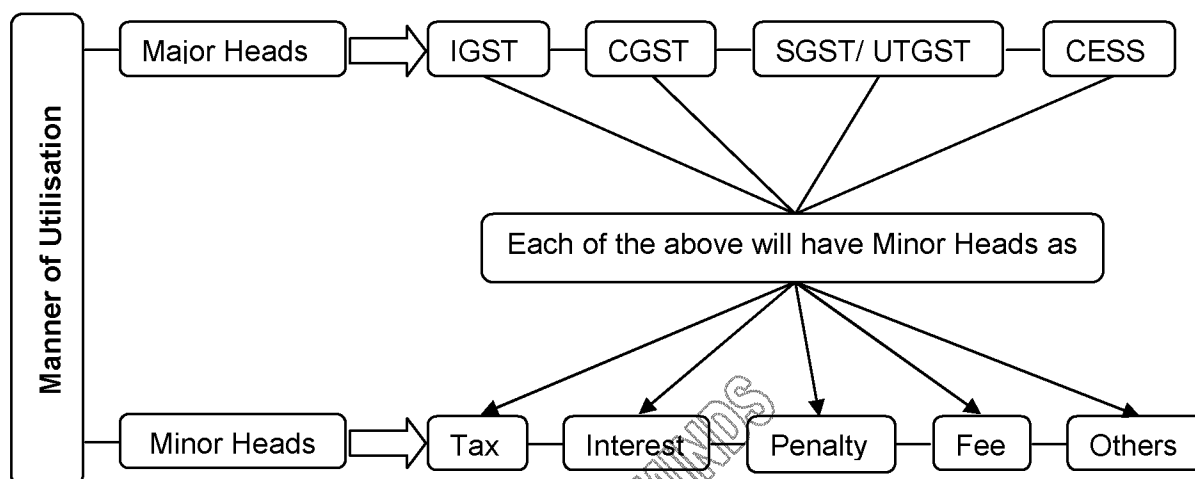 Manner of Utilisation
Major Heads
IGST
CGST
SGST/ UTGST
CESS
Each of the above will have Minor Heads as
Minor Heads
Tax
Interest
Penalty
Fee
Others
MINDS